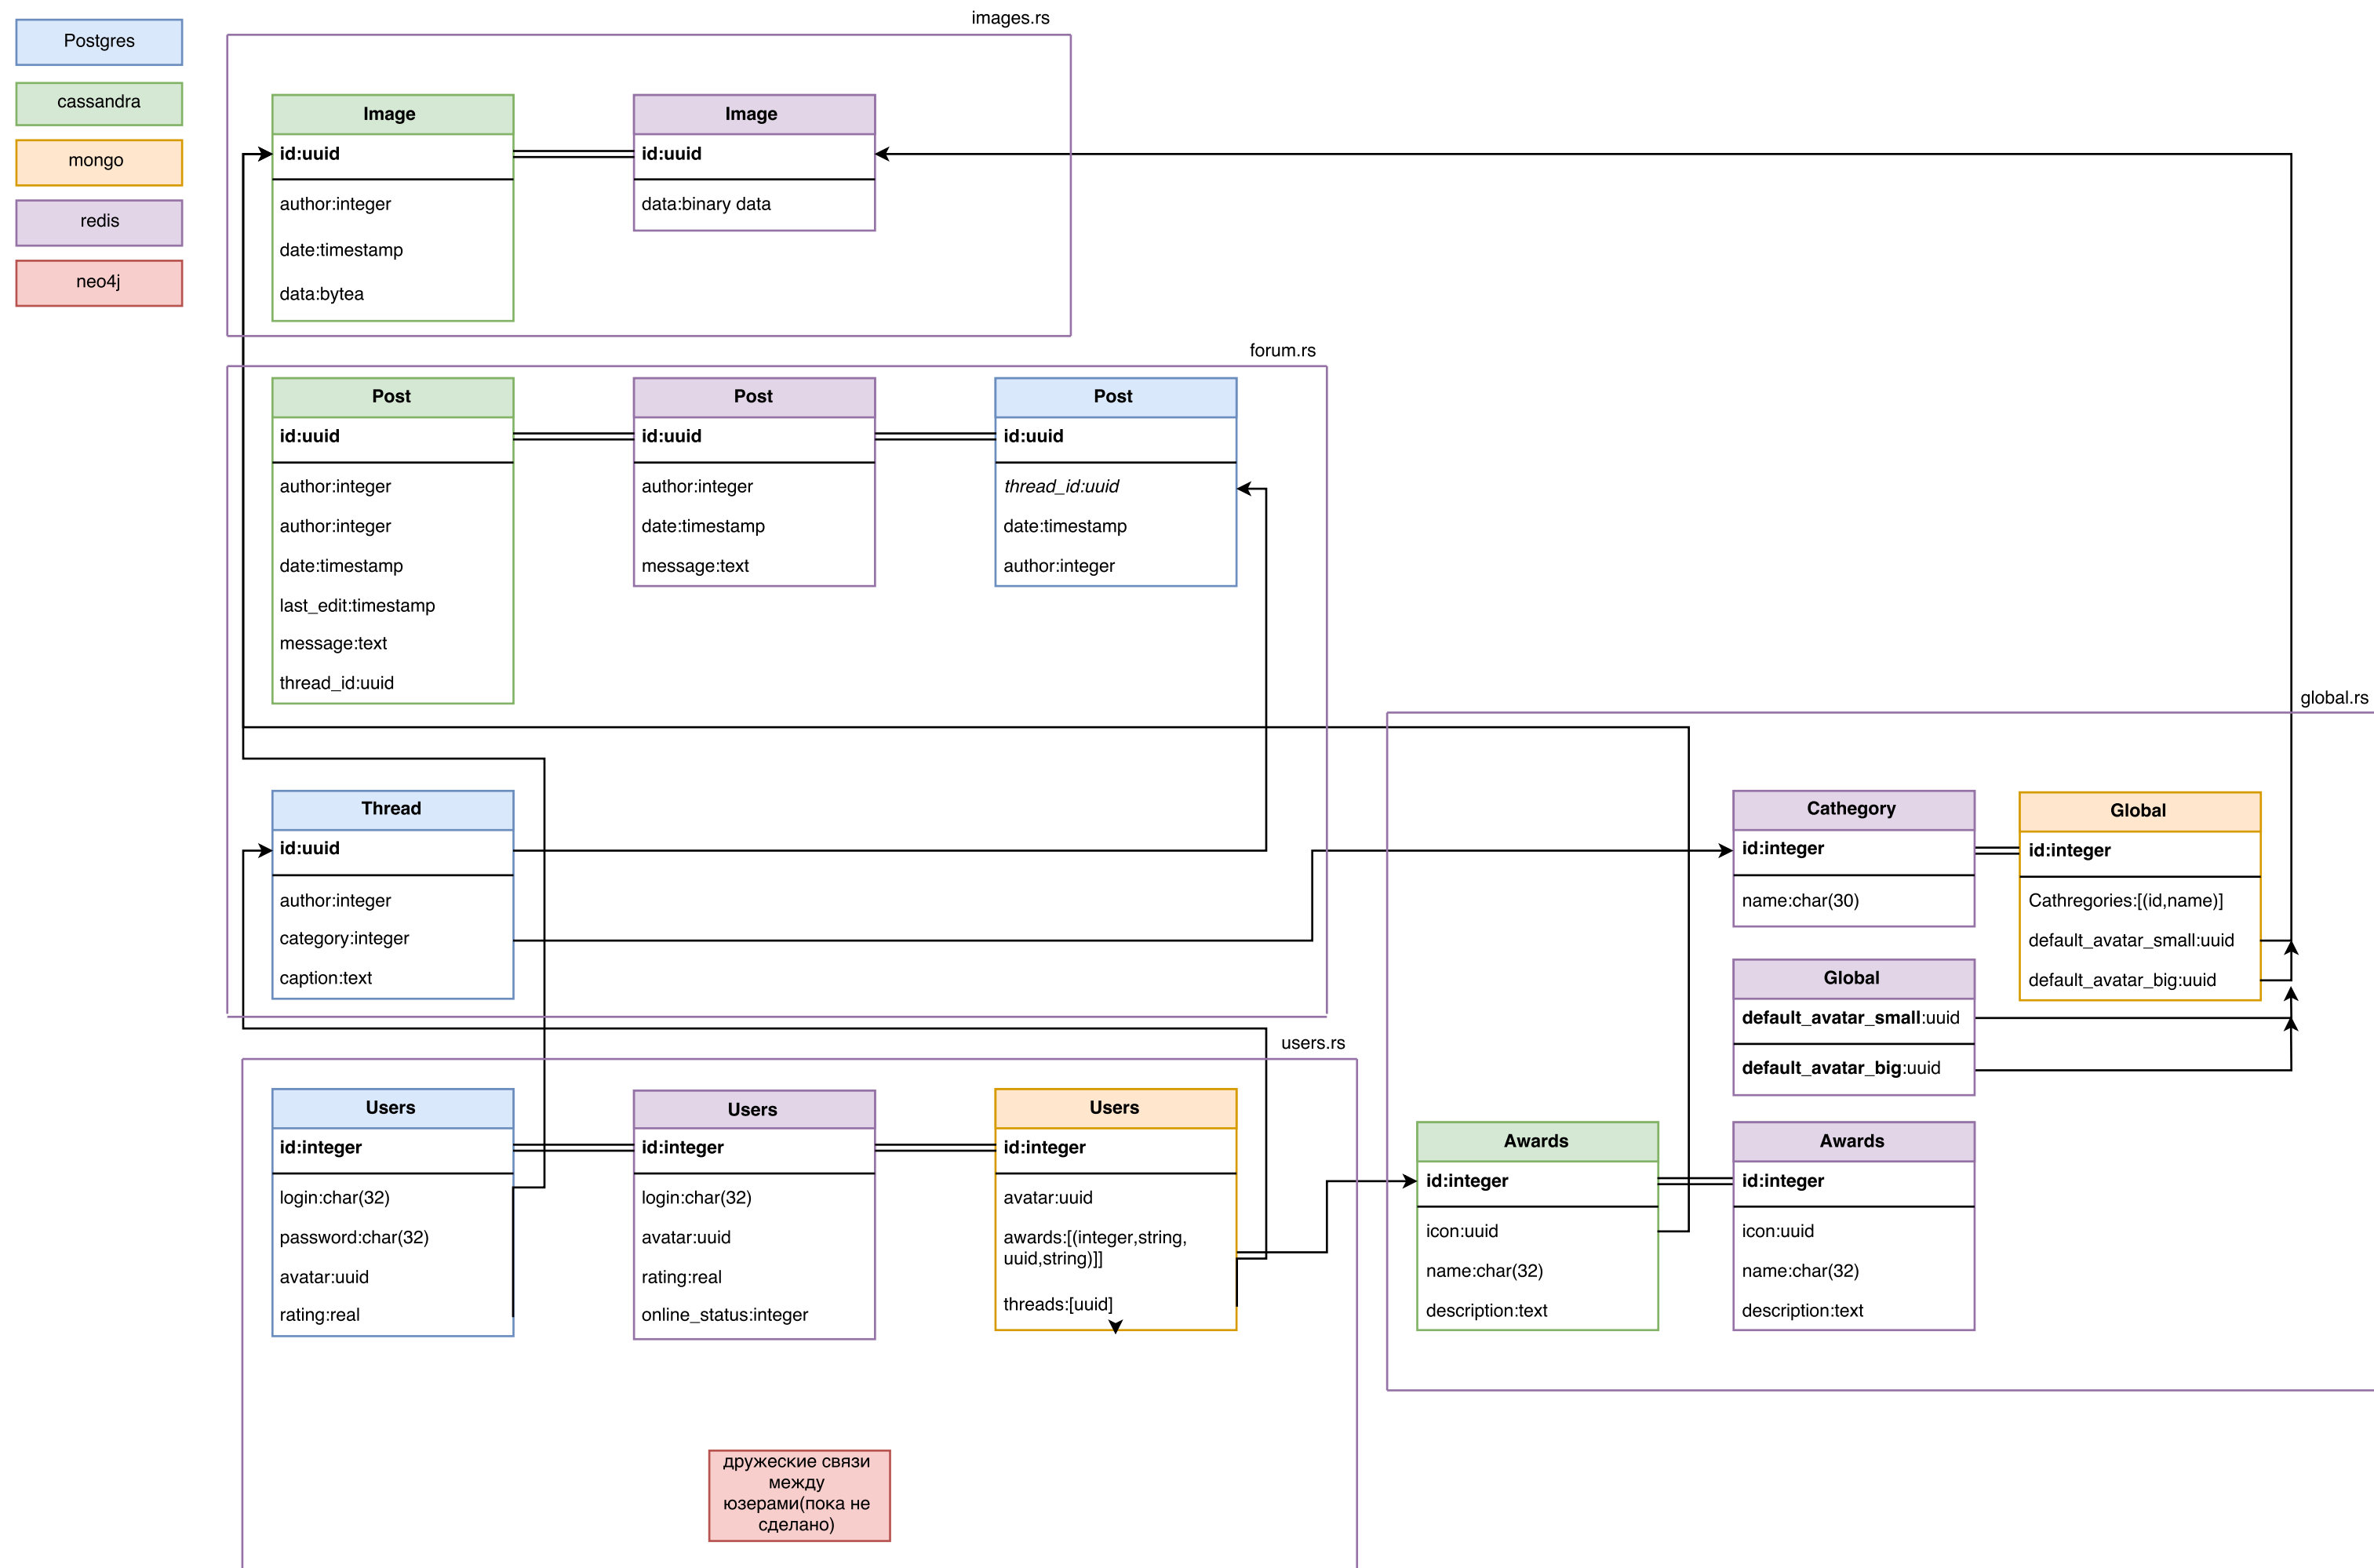 Postgres
cassandra
mongo
redis
neo4j
images.rs
Image
id:uuid
author:integer
date:timestamp
data:bytea
Image
id:uuid
data:binary data
forum.rs
Post
id:uuid
author:integer
author:integer
date:timestamp
last_edit:timestamp
message:text
thread_id:uuid
Post
id:uuid
author:integer
date:timestamp
message:text
Post
id:uuid
thread_id:uuid
date:timestamp
author:integer
Thread
id:uuid
author:integer
category:integer
caption:text
global.rs
Cathegory
id:integer
name:char(30)
Global
id:integer
Cathregories:[(id,name)]
default_avatar_small:uuid
default_avatar_big:uuid
Global
default_avatar_small:uuid
default_avatar_big:uuid
Awards
id:integer
icon:uuid
name:char(32)
description:text
Awards
id:integer
icon:uuid
name:char(32)
description:text
users.rs
Users
id:integer
login:char(32)
password:char(32)
avatar:uuid
rating:real
Users
id:integer
login:char(32)
avatar:uuid
rating:real
online_status:integer
Users
id:integer
avatar:uuid
awards:[(integer,string,
uuid,string)]]
threads:[uuid]
дружеские связи
между
юзерами(пока не
сделано)